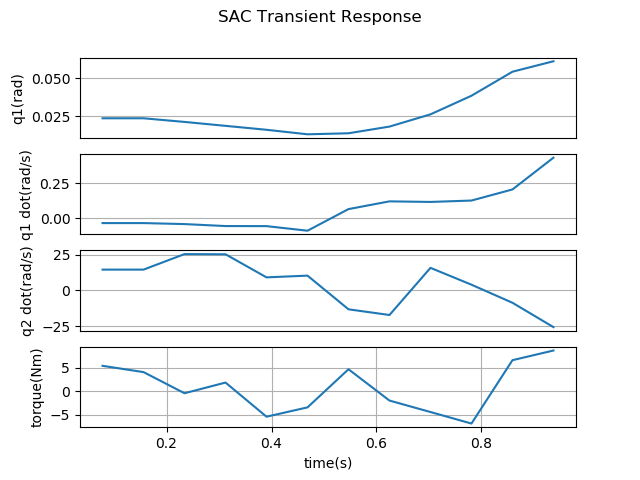 SAC Transient Response
q1(rad)
0.050
0.025
q1 dot(rad/s)
0.25
0.00
q2 dot(rad/s)
25
0
−25
torque(Nm)
5
0
−5
0.2 0.4 0.6 0.8
time(s)